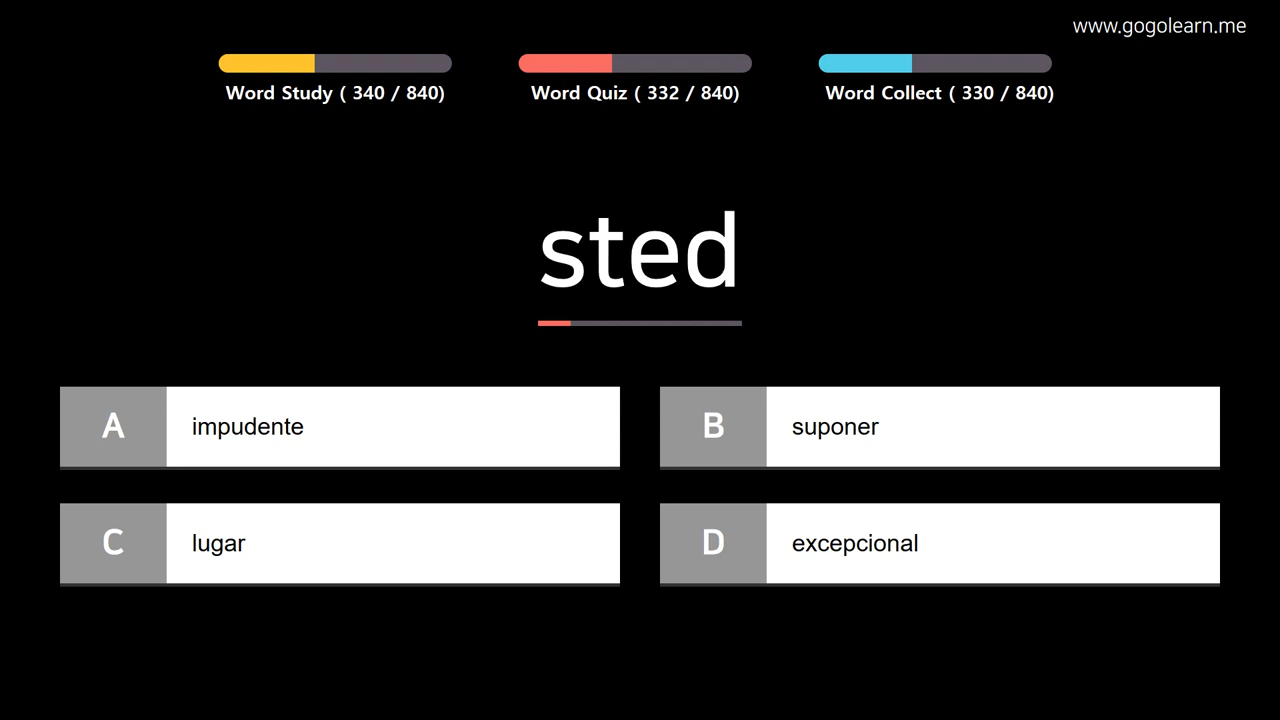 www.gogolearn.me
Word Study ( 340 / 840)
Word Quiz ( 332 / 840)
Word Collect ( 330 / 840)
sted
A impudente
B suponer
C lugar
D excepcional